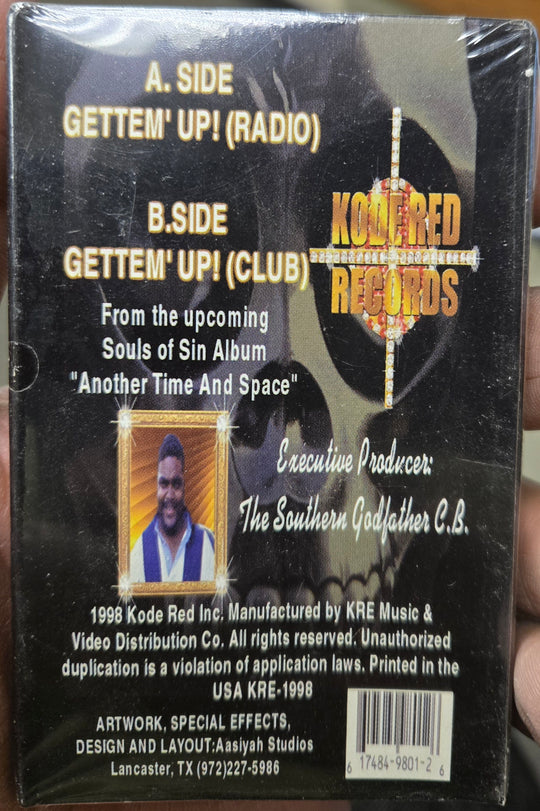 A. SIDE
GETTEM' UP! (RADIO)
B.SIDE
GETTEM' UP! (CLUB)
KODE RED
RECORDS
From the upcoming
Souls of Sin Album
"Another Time And Space"
Executive Producer:
The Southern Godfather C.B.
1998 Kode Red Inc. Manufactured by KRE Music &
Video Distribution Co. All rights reserved. Unauthorized
duplication is a violation of application laws. Printed in the
USA KRE-1998
ARTWORK, SPECIAL EFFECTS,
DESIGN AND LAYOUT:Aasiyah Studios
Lancaster, TX (972)227-5986
6 17484-9801-2 6